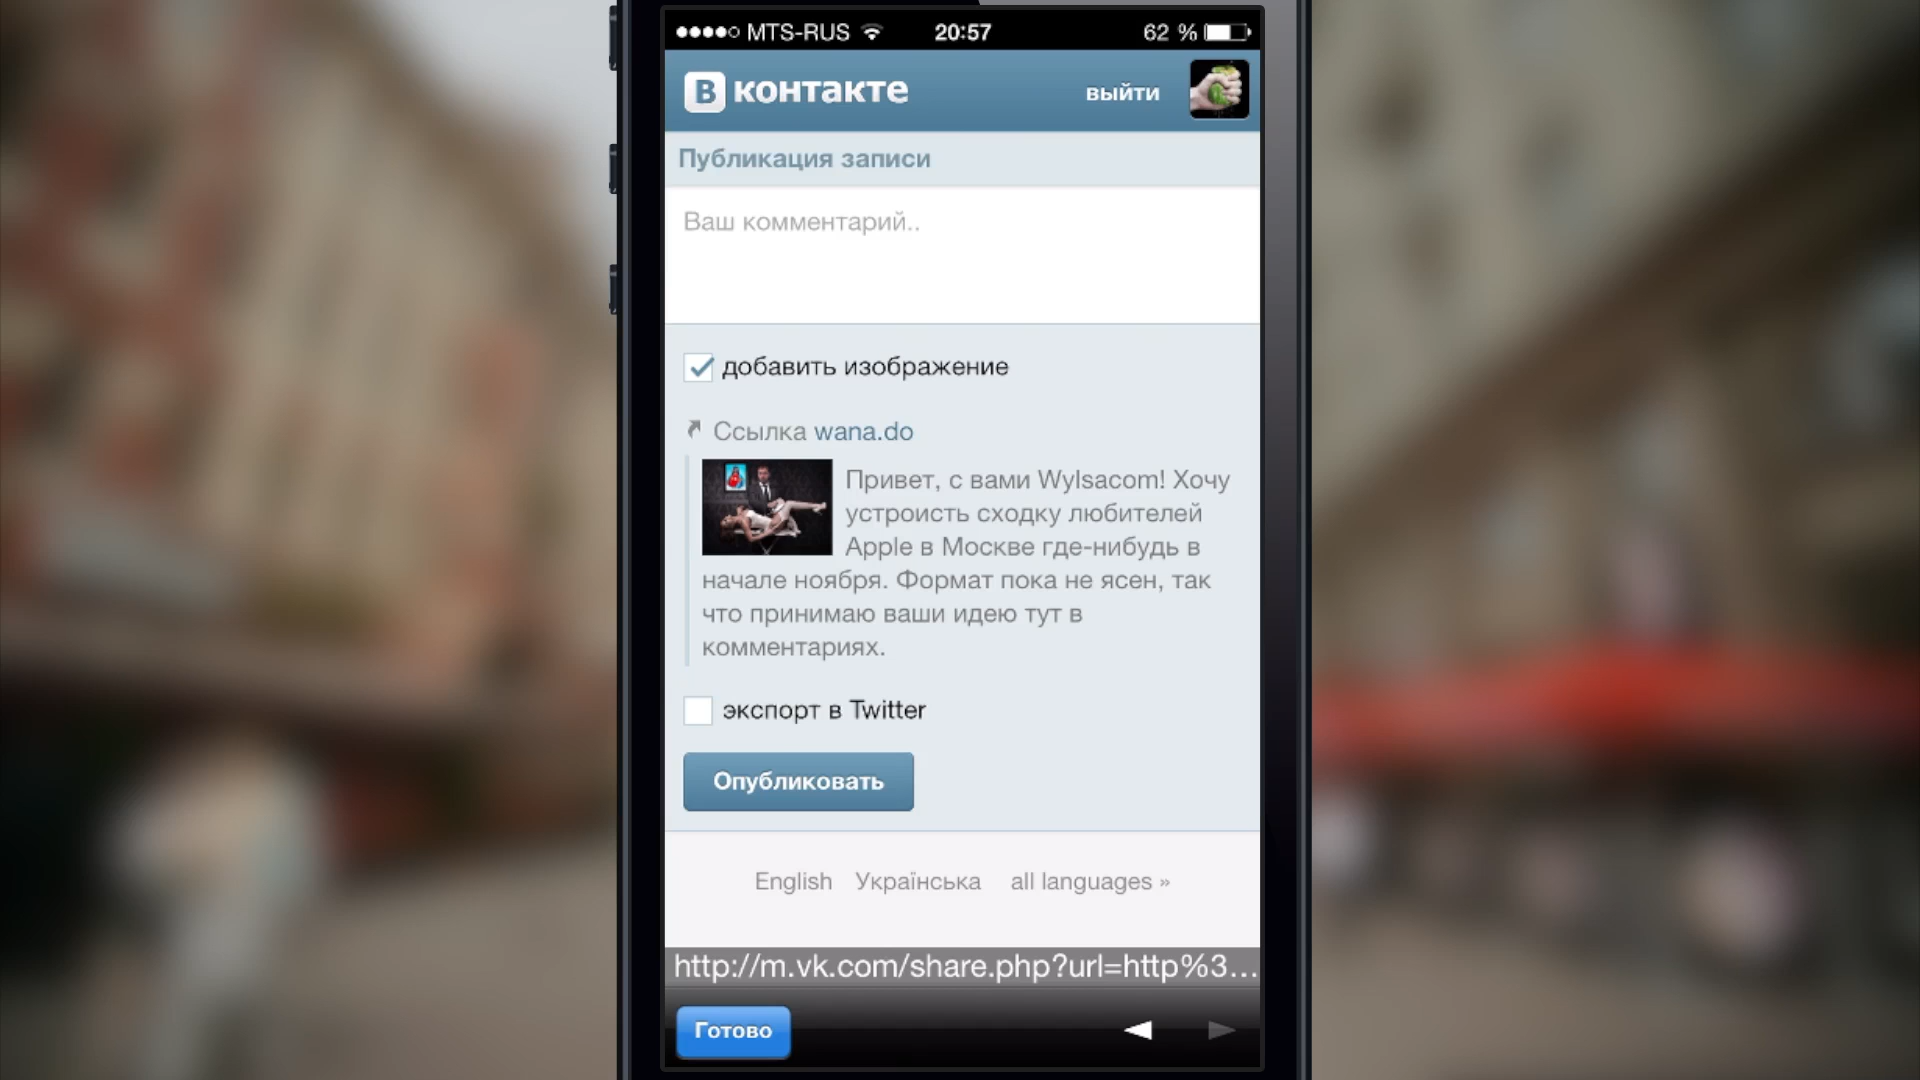 MTS-RUS 20:57 62 %
В контакте выйти
Публикация записи
Ваш комментарий..
добавить изображение
Ссылка wana.do
Привет, с вами Wylsacom! Хочу
устроисть сходку любителей
Apple в Москве где-нибудь в
начале ноября. Формат пока не ясен, так
что принимаю ваши идею тут в
комментариях.
экспорт в Twitter
Опубликовать
English Українська all languages »
http://m.vk.com/share.php?url=http%3...
Готово